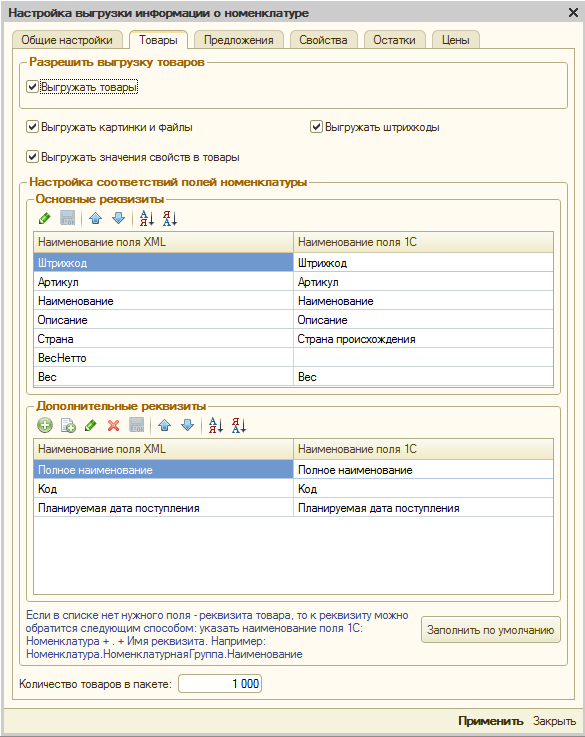 Настройка выгрузки информации о номенклатуре
Общие настройки Товары Предложения Свойства Остатки Цены
Разрешить выгрузку товаров
Выгружать товары
Выгружать картинки и файлы Выгружать штрихкоды
Выгружать значения свойств в товары
Настройка соответствий полей номенклатуры
Основные реквизиты
Наименование поля XML Наименование поля 1С
Штрихкод Штрихкод
Артикул Артикул
Наименование Наименование
Описание Описание
Страна Страна происхождения
ВесНетто
Вес Вес
Дополнительные реквизиты
Наименование поля XML Наименование поля 1С
Полное наименование Полное наименование
Код Код
Планируемая дата поступления Планируемая дата поступления
Если в списке нет нужного поля - реквизита товара, то к реквизиту можно
обратится следующим способом: указать наименование поля 1С:
Номенклатура + . + Имя реквизита. Например:
Номенклатура.НоменклатурнаяГруппа.Наименование
Заполнить по умолчанию
Количество товаров в пакете: 1 000
Применить Закрыть